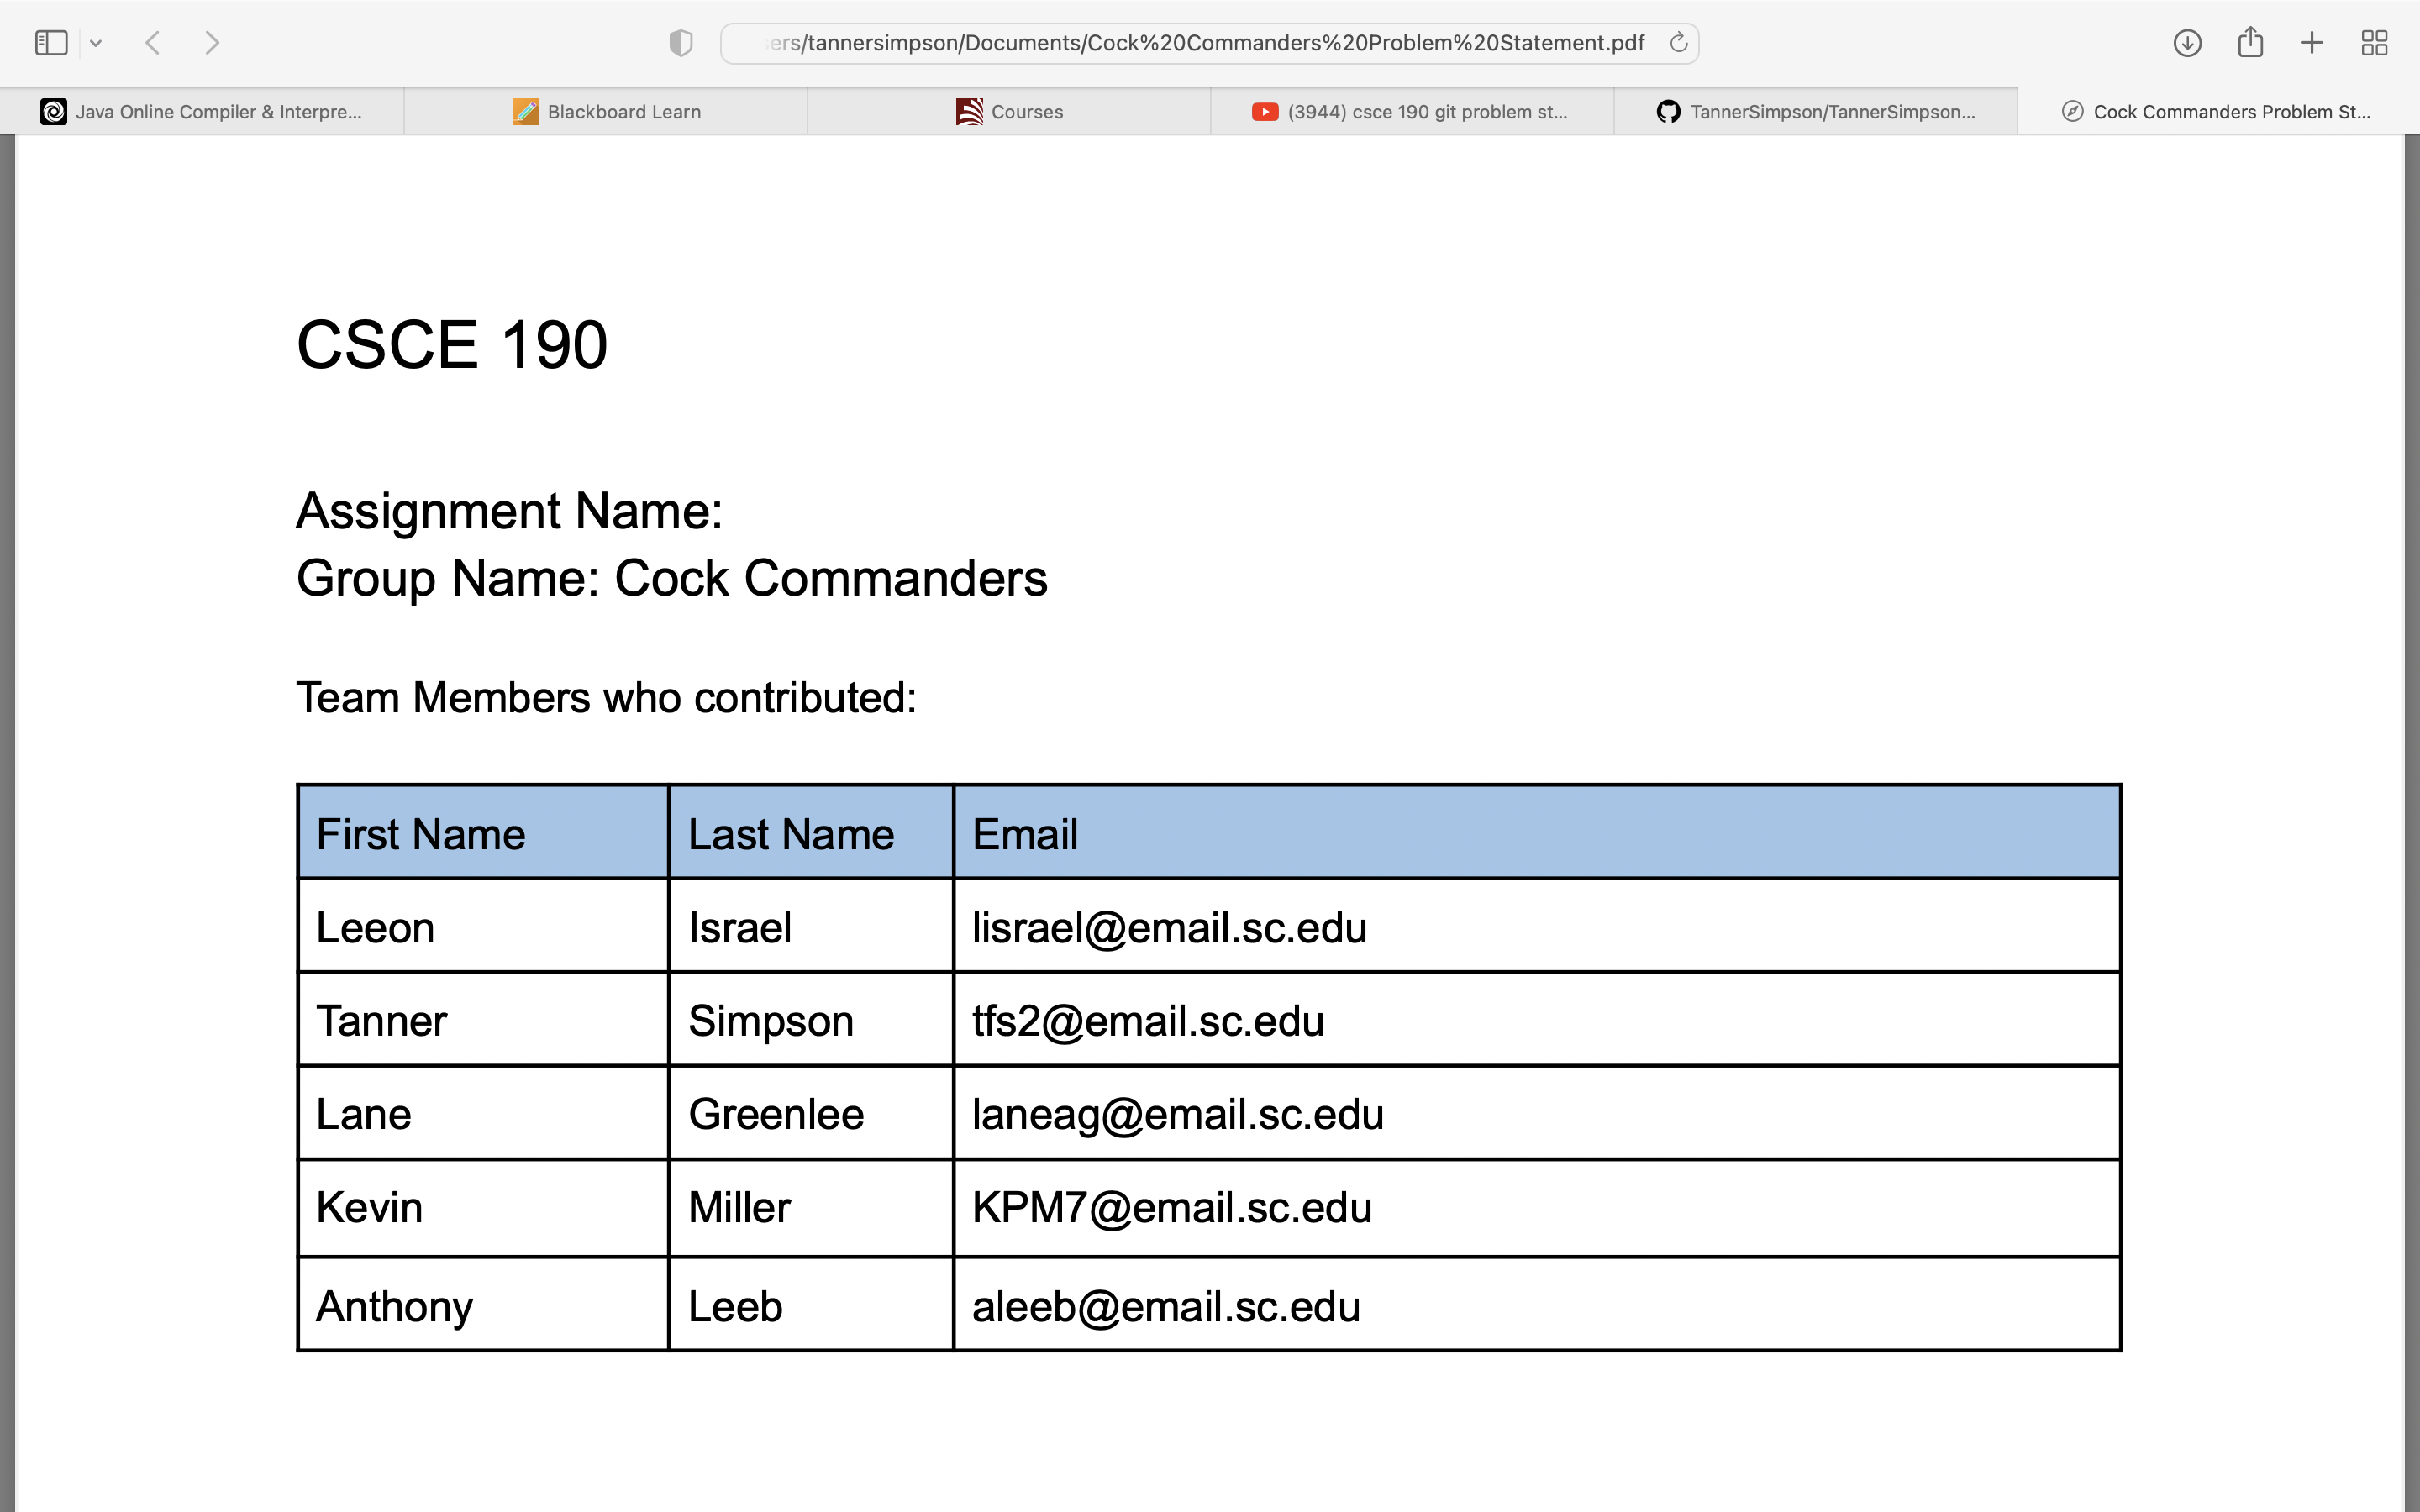 ers/tannersimpson/Documents/Cock%20Commanders%20Problem%20Statement.pdf
Java Online Compiler & Interpre... Blackboard Learn Courses (3944) csce 190 git problem st... TannerSimpson/TannerSimpson... Cock Commanders Problem St...
CSCE 190
Assignment Name:
Group Name: Cock Commanders
Team Members who contributed:
First Name Last Name Email
Leeon Israel lisrael@email.sc.edu
Tanner Simpson tfs2@email.sc.edu
Lane Greenlee laneag@email.sc.edu
Kevin Miller KPM7@email.sc.edu
Anthony Leeb aleeb@email.sc.edu